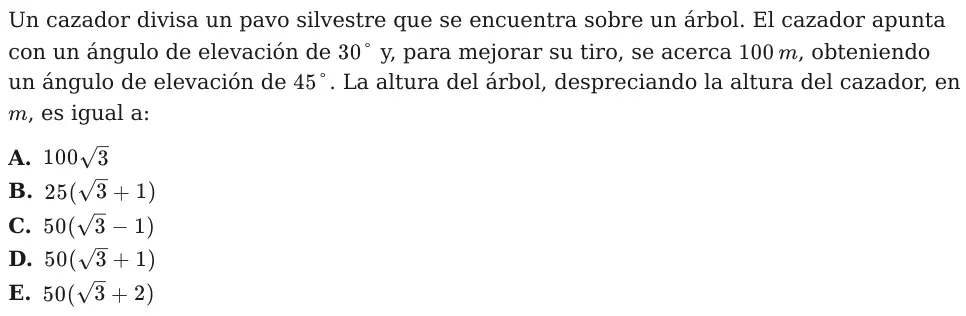 Un cazador divisa un pavo silvestre que se encuentra sobre un árbol. El cazador apunta
con un ángulo de elevación de 30° y, para mejorar su tiro, se acerca 100 m, obteniendo
un ángulo de elevación de 45°. La altura del árbol, despreciando la altura del cazador, en
m, es igual a:
A. 100√3
B. 25(√3 + 1)
C. 50(√3 − 1)
D. 50(√3 + 1)
E. 50(√3 + 2)